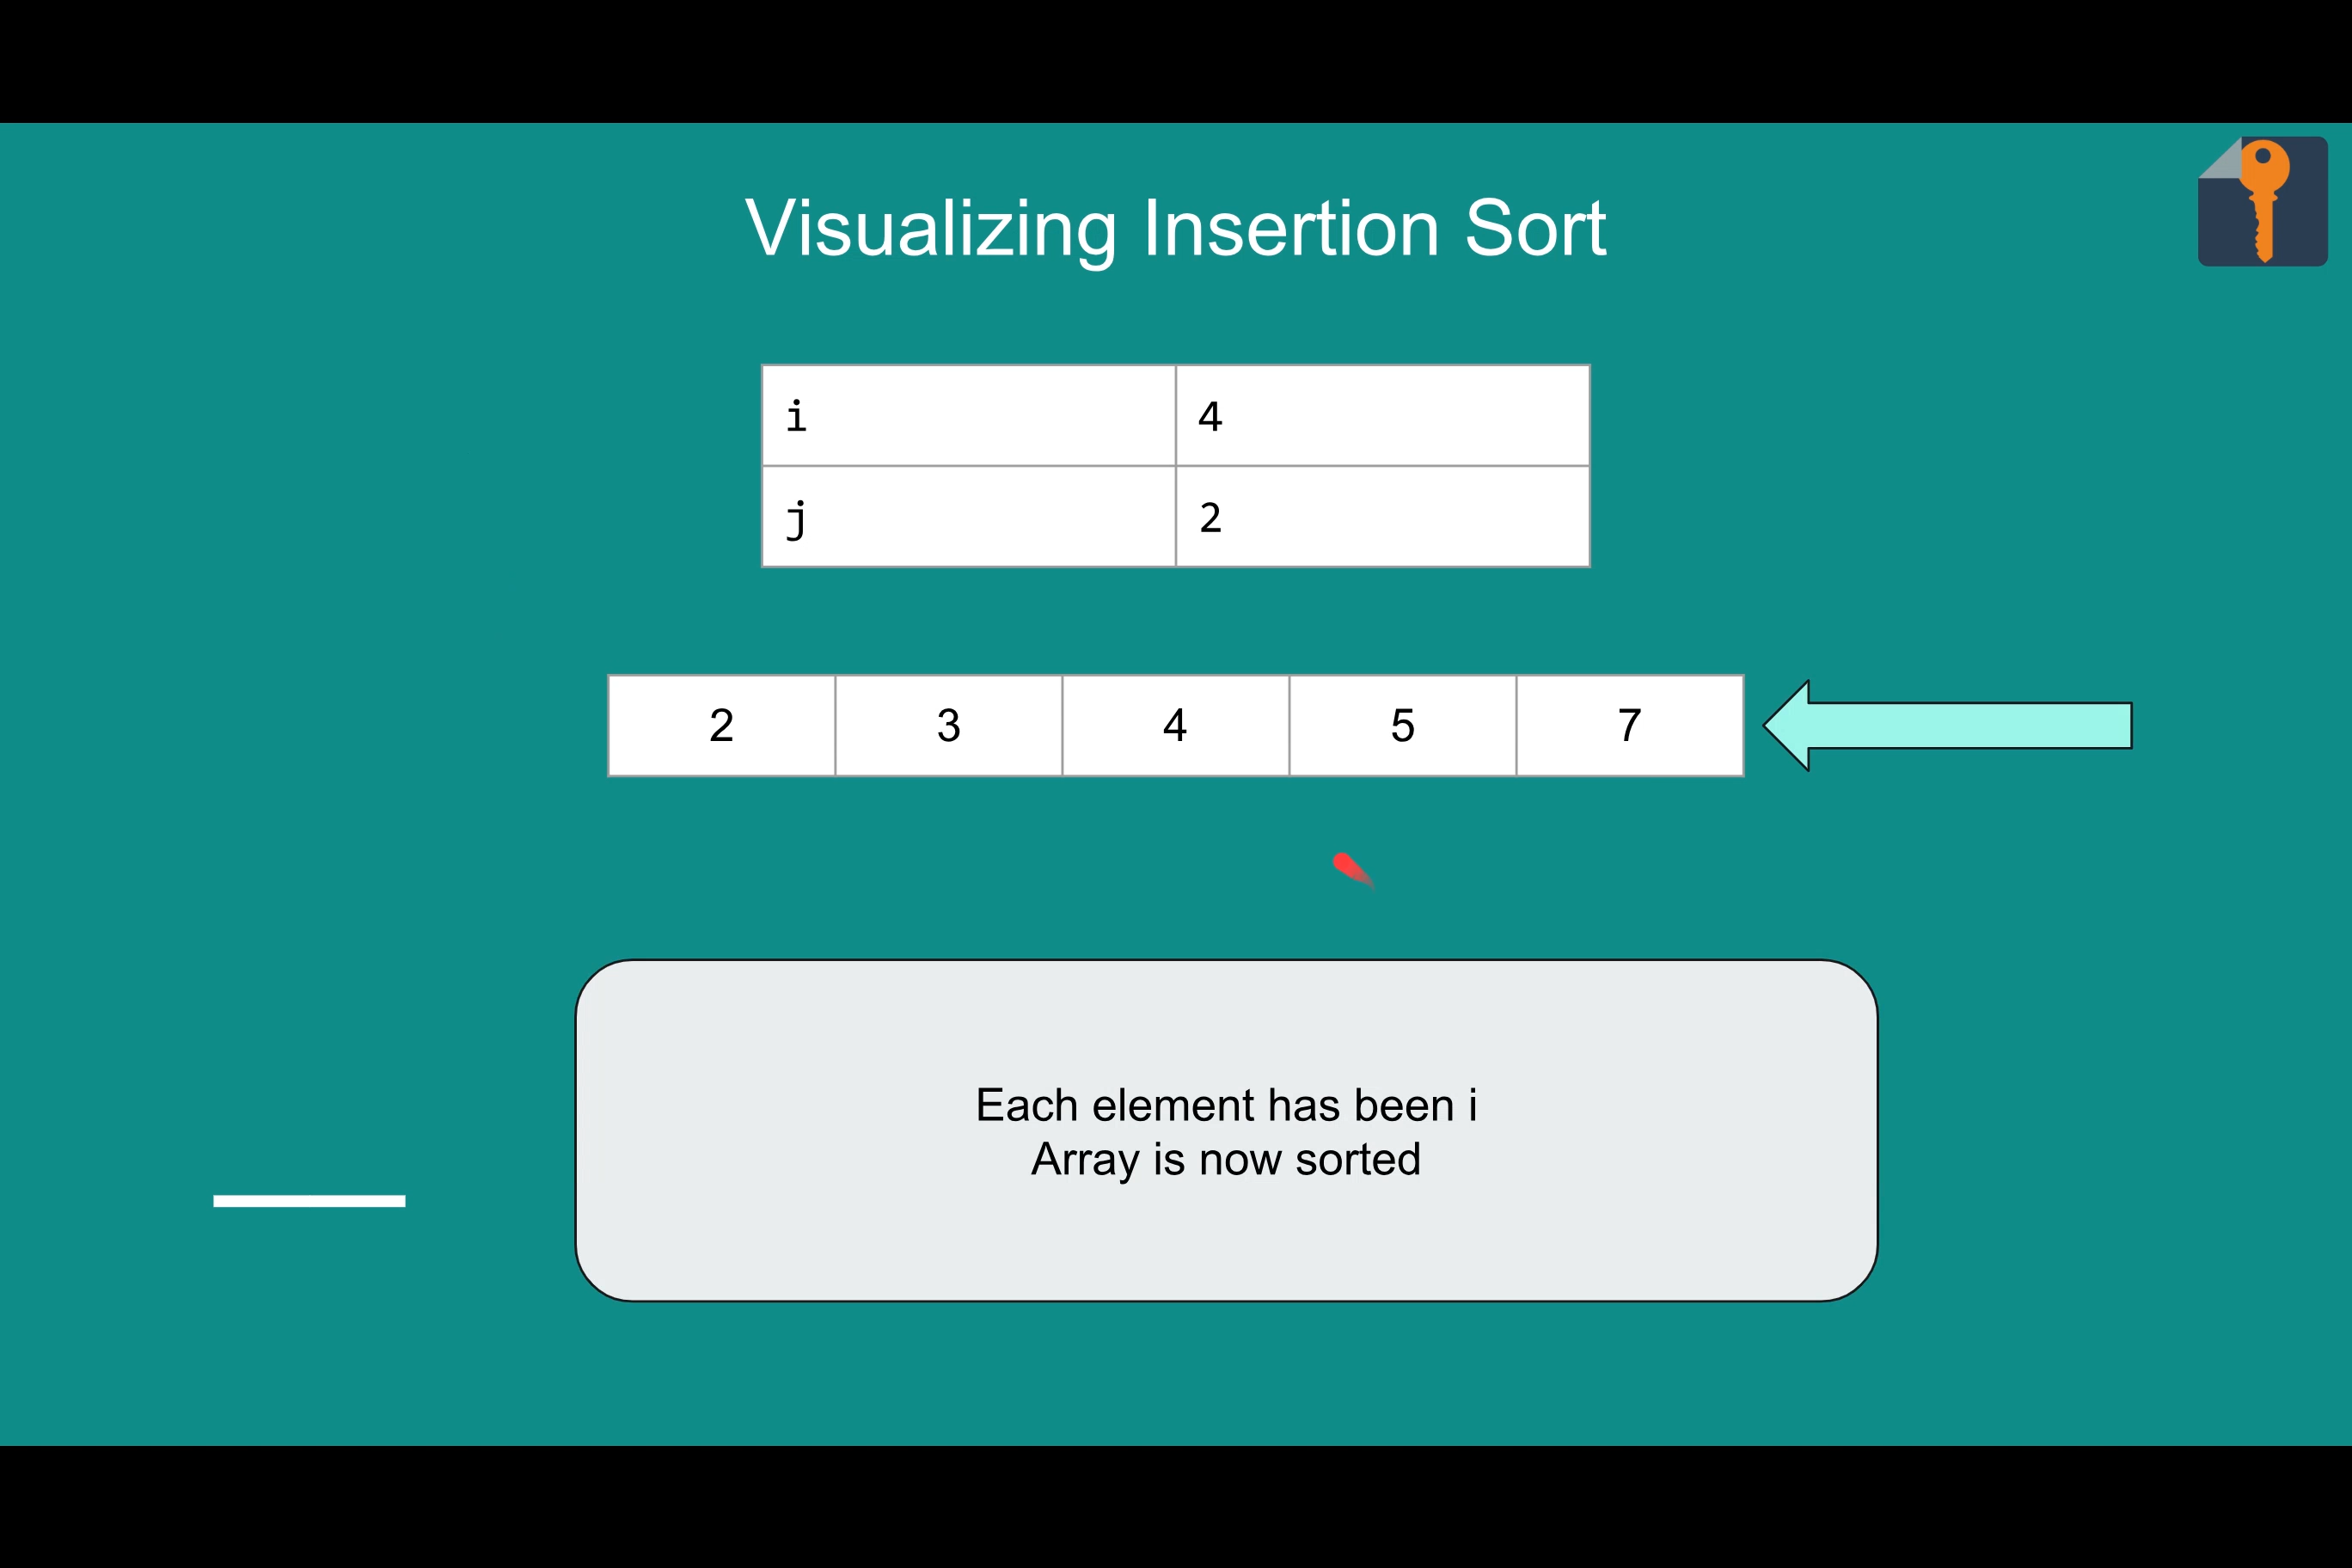 Visualizing Insertion Sort
i 4
j 2
2 3 4 5 7
Each element has been i
Array is now sorted